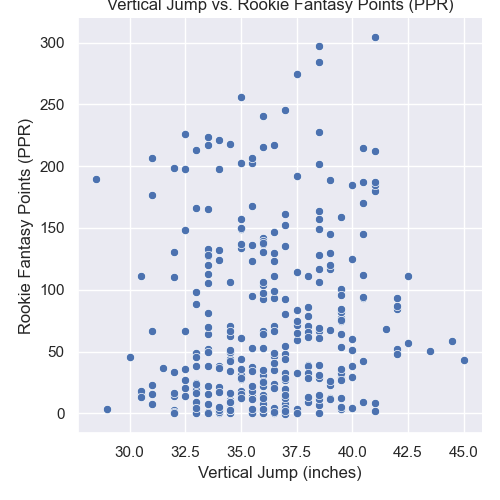 Vertical Jump vs. Rookie Fantasy Points (PPR)
300
250
200
150
100
50
0
Rookie Fantasy Points (PPR)
30.0 32.5 35.0 37.5 40.0 42.5 45.0
Vertical Jump (inches)